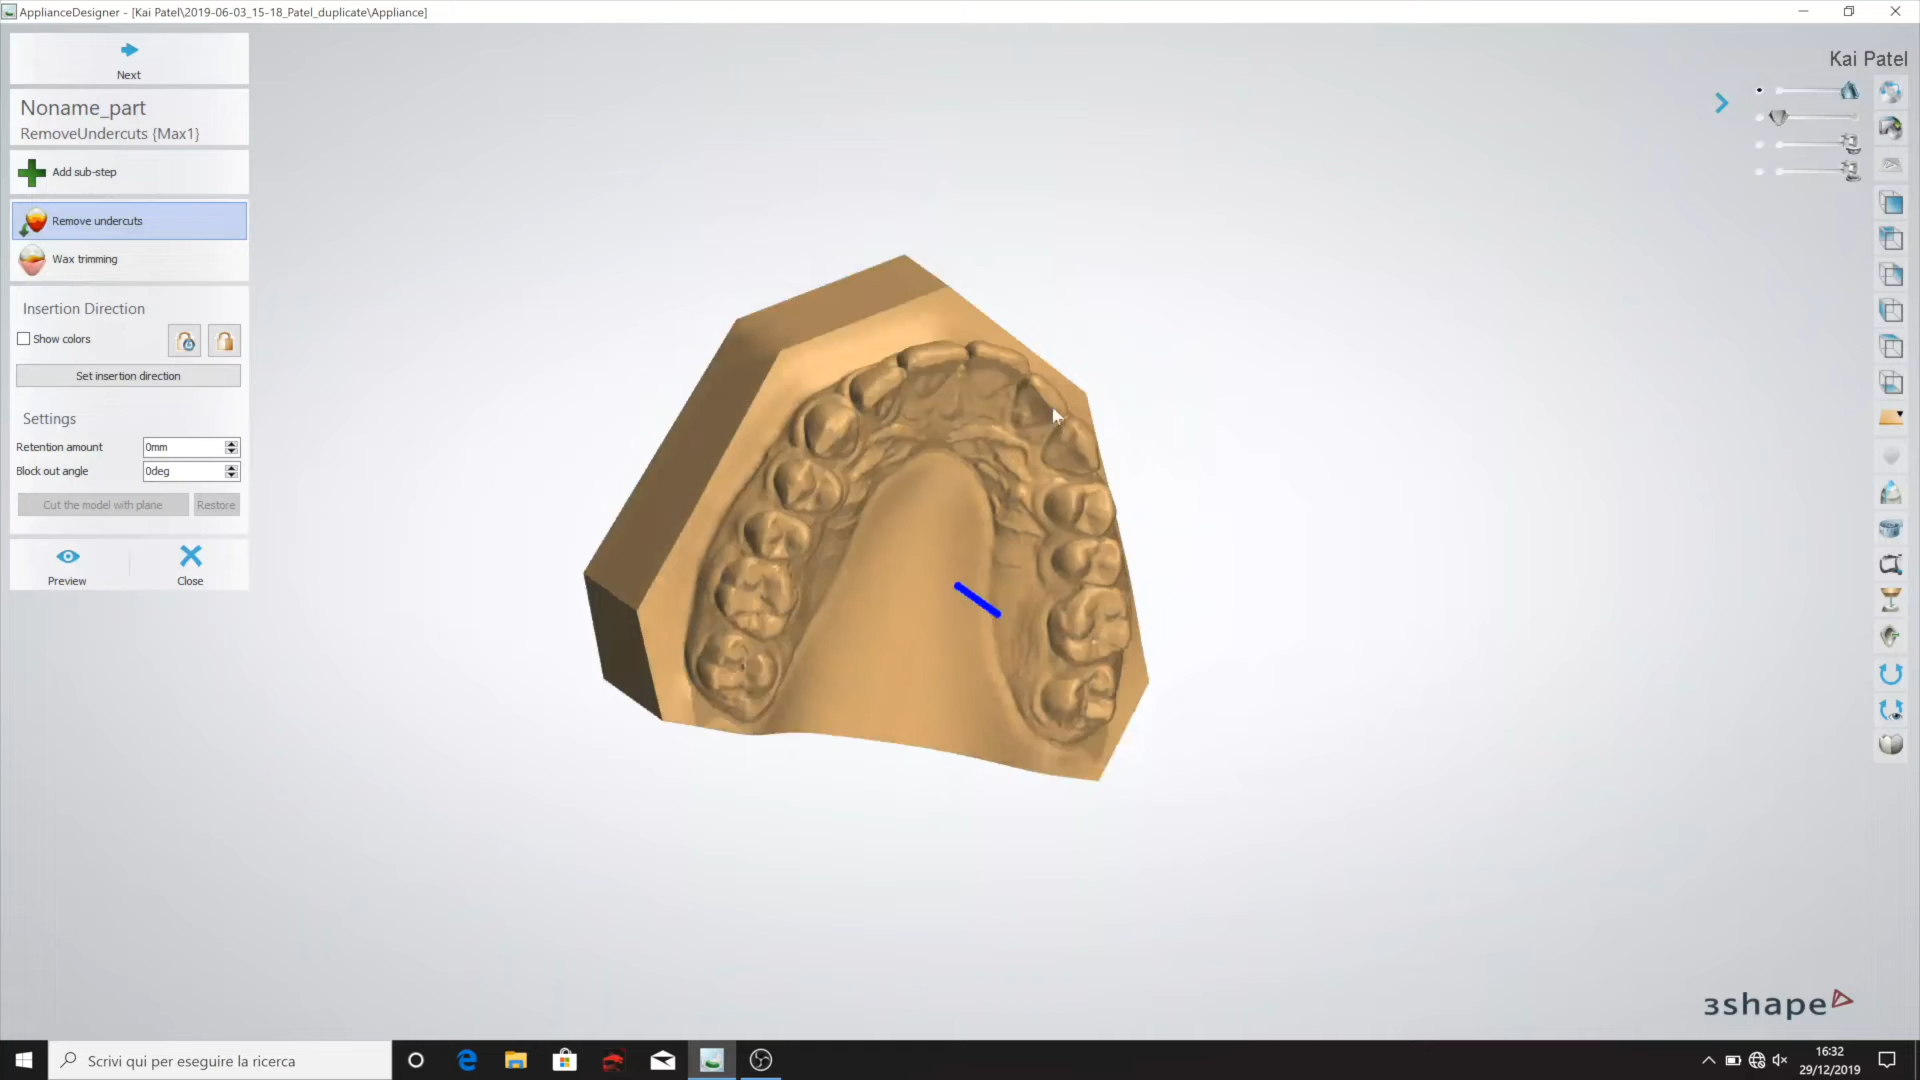 ApplianceDesigner - [Kai Patel\2019-06-03_15-18_Patel_duplicate\Appliance]
Kai Patel
Next
Noname_part
RemoveUndercuts {Max1}
Add sub-step
Remove undercuts
Wax trimming
Insertion Direction
Show colors
Set insertion direction
Settings
Retention amount 0mm
Block out angle 0deg
Cut the model with plane Restore
Preview Close
3shape
Scrivi qui per eseguire la ricerca
16:32
29/12/2019